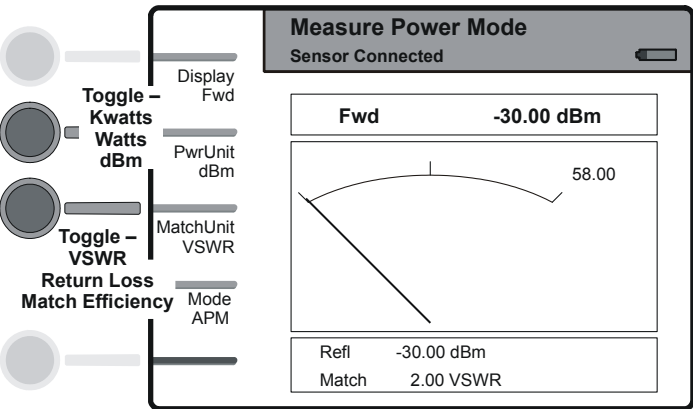 Measure Power Mode
Sensor Connected
Display
Fwd
Toggle –
Kwatts
Watts
dBm
PwrUnit
dBm
MatchUnit
VSWR
Toggle –
VSWR
Return Loss
Match Efficiency
Mode
APM
Fwd -30.00 dBm
58.00
Refl -30.00 dBm
Match 2.00 VSWR